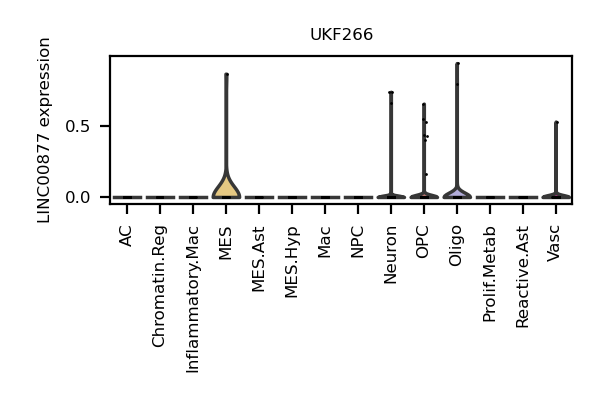 UKF266
LINC00877 expression
0.5
0.0
AC
Chromatin.Reg
Inflammatory.Mac
MES
MES.Ast
MES.Hyp
Mac
NPC
Neuron
OPC
Oligo
Prolif.Metab
Reactive.Ast
Vasc